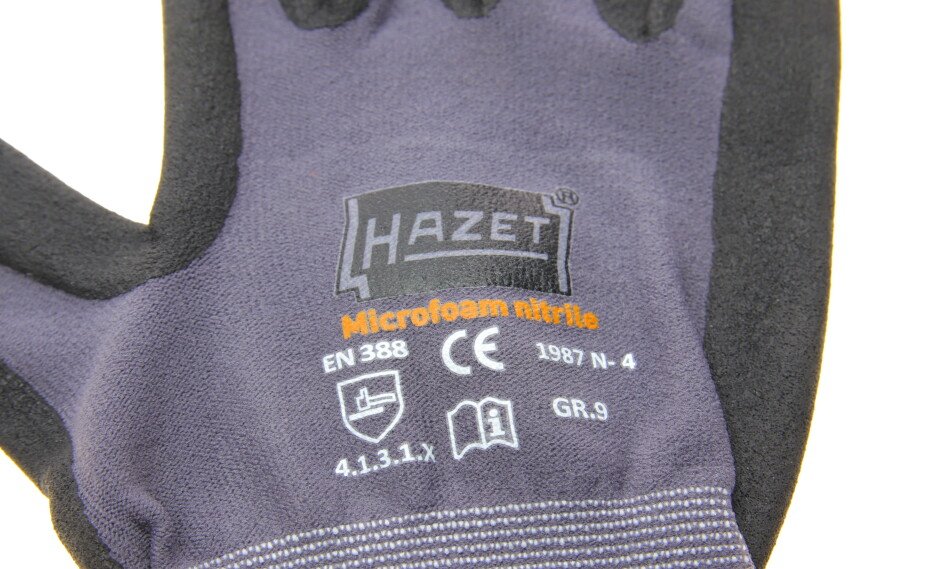 HAZET ®
Microfoam nitrile
EN 388 CE 1987 N- 4
i GR.9
4.1.3.1.X